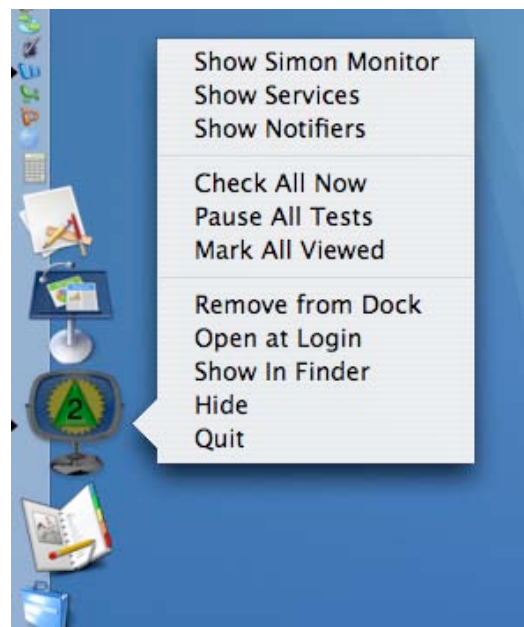 Show Simon Monitor
Show Services
Show Notifiers
Check All Now
Pause All Tests
Mark All Viewed
Remove from Dock
Open at Login
Show In Finder
Hide
Quit
2